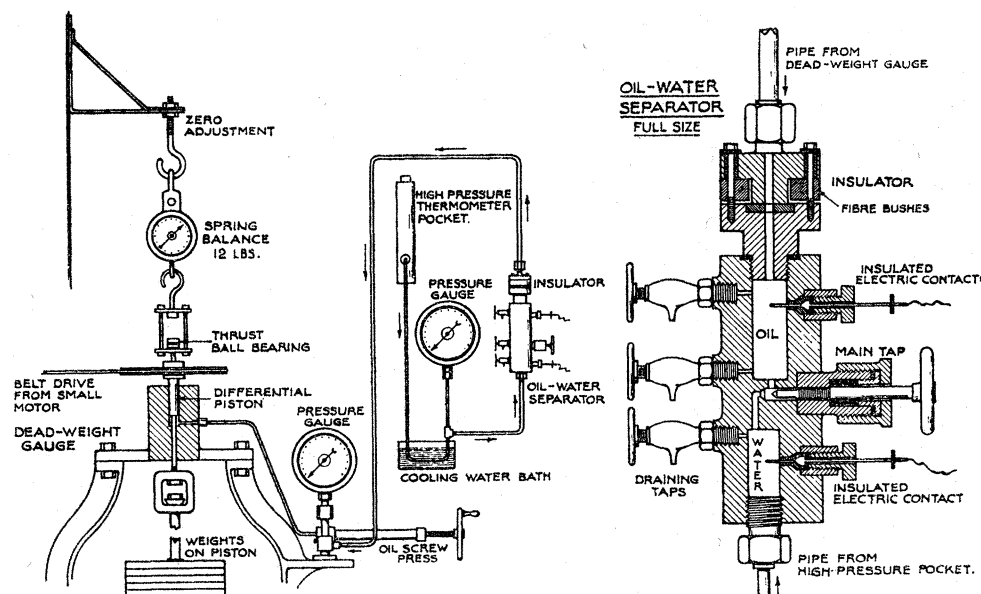 ZERO
ADJUSTMENT
SPRING
BALANCE
12 LBS.
THRUST
BALL BEARING
BELT DRIVE
FROM SMALL
MOTOR
DIFFERENTIAL
PISTON
DEAD-WEIGHT
GAUGE
WEIGHTS
ON PISTON
PRESSURE
GAUGE
OIL SCREW
PRESS
HIGH PRESSURE
THERMOMETER
POCKET.
PRESSURE
GAUGE
INSULATOR
OIL-WATER
SEPARATOR
COOLING WATER BATH
OIL-WATER
SEPARATOR
FULL SIZE
PIPE FROM
DEAD-WEIGHT GAUGE
INSULATOR
FIBRE BUSHES
INSULATED
ELECTRIC CONTACT
OIL
MAIN TAP
WATER
DRAINING
TAPS
INSULATED
ELECTRIC CONTACT
PIPE FROM
HIGH-PRESSURE POCKET.